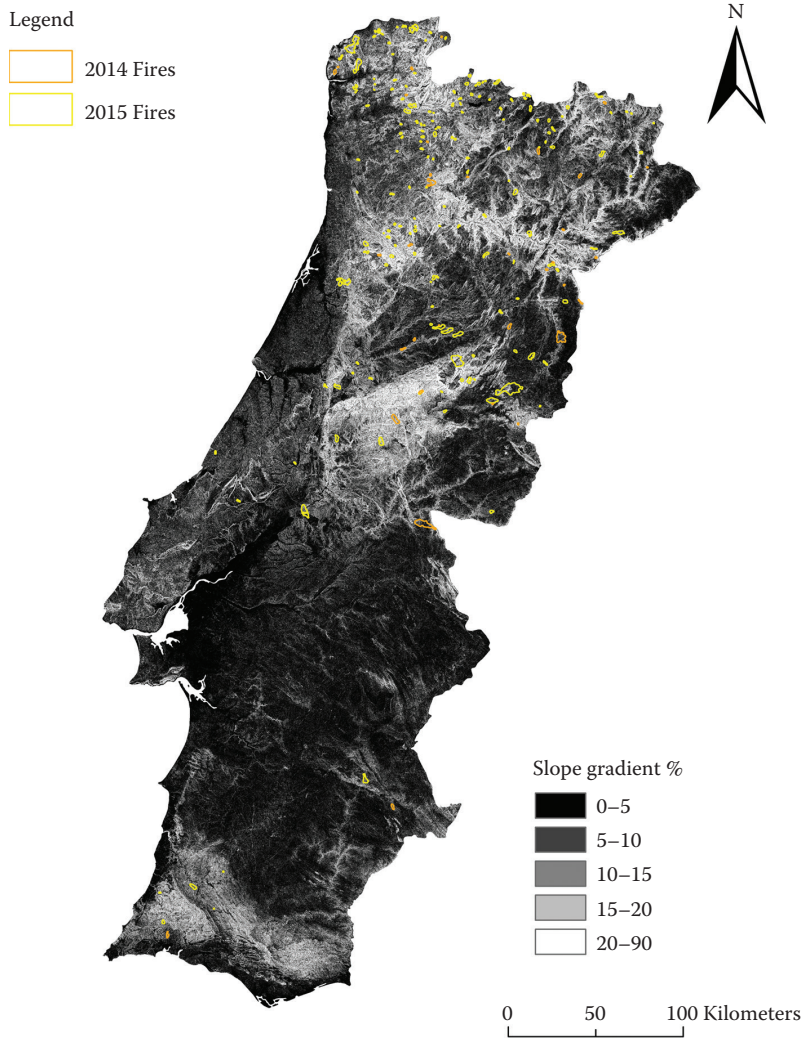 Legend
2014 Fires
2015 Fires
N
Slope gradient %
0–5
5–10
10–15
15–20
20–90
0 50 100 Kilometers